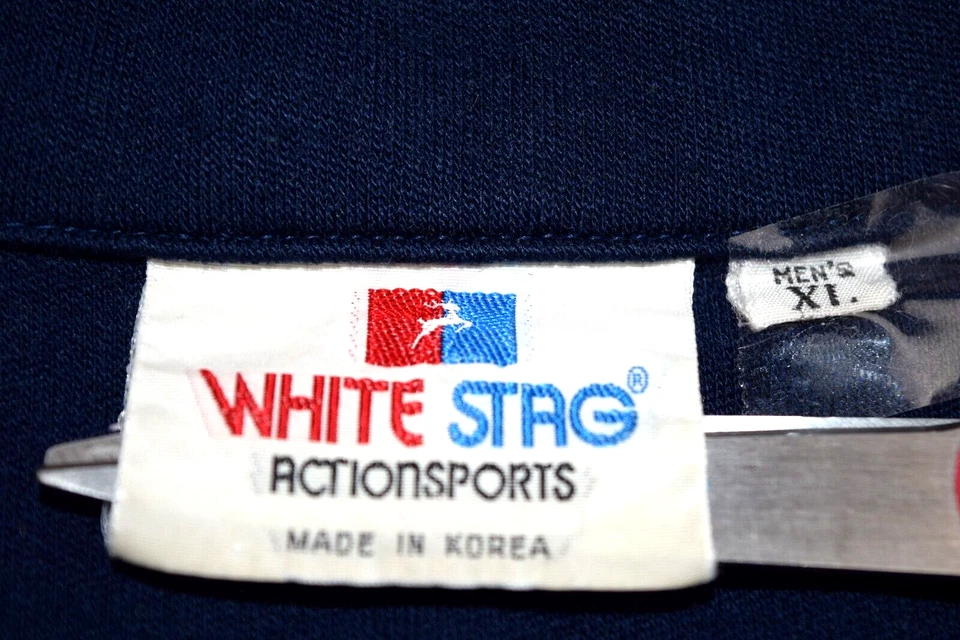 WHITE STAG®
ACTIONSPORTS
MADE IN KOREA
MEN'S
XL